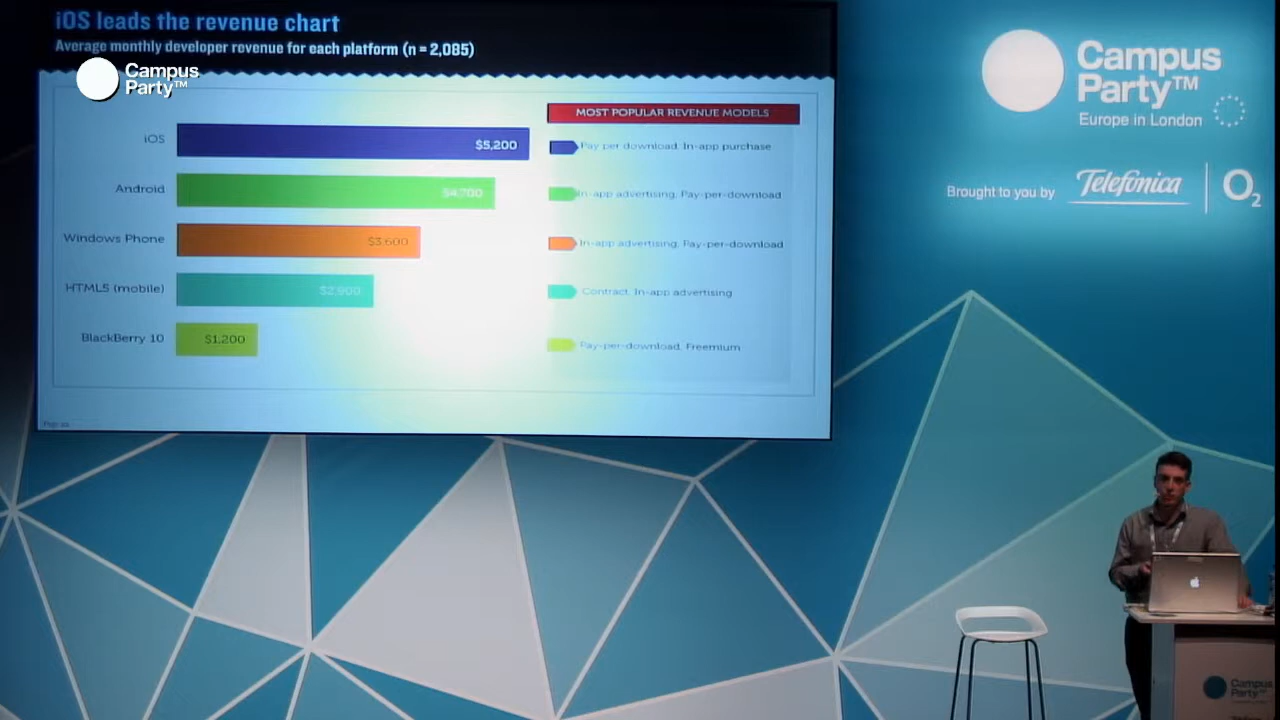 iOS leads the revenue chart
Average monthly developer revenue for each platform (n = 2,085)
Campus
Party™
MOST POPULAR REVENUE MODELS
iOS
$5,200
Pay per download, In-app purchase
Android
$4,700
In-app advertising, Pay-per-download
Windows Phone
$3,600
In-app advertising, Pay-per-download
HTML5 (mobile)
$2,900
Contract, In-app advertising
BlackBerry 10
$1,200
Pay-per-download, Freemium
Campus
Party™
Europe in London
Brought to you by
Telefónica
O2
Campus
Party™